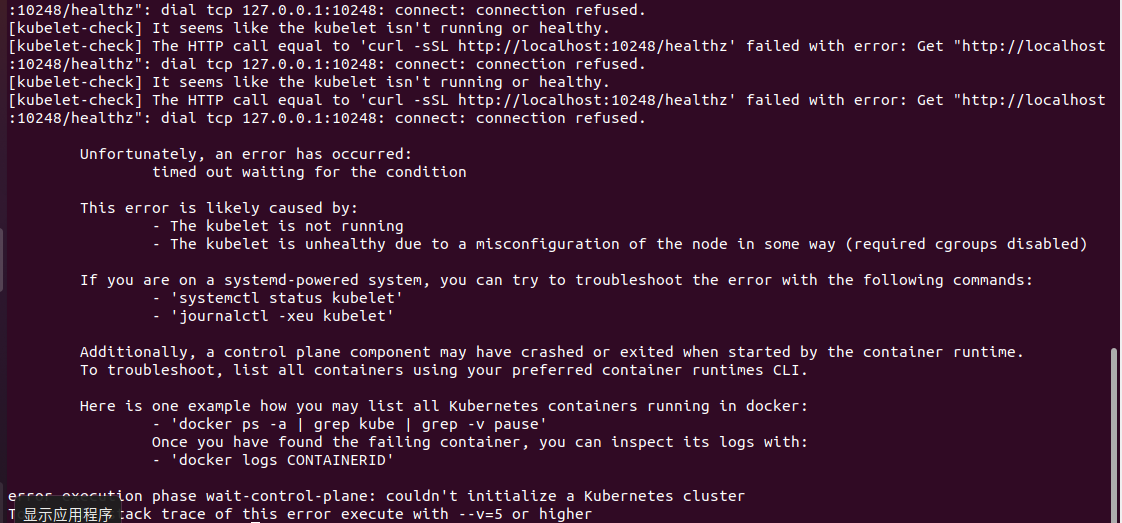 :10248/healthz": dial tcp 127.0.0.1:10248: connect: connection refused.
[kubelet-check] It seems like the kubelet isn't running or healthy.
[kubelet-check] The HTTP call equal to 'curl -sSL http://localhost:10248/healthz' failed with error: Get "http://localhost
:10248/healthz": dial tcp 127.0.0.1:10248: connect: connection refused.
[kubelet-check] It seems like the kubelet isn't running or healthy.
[kubelet-check] The HTTP call equal to 'curl -sSL http://localhost:10248/healthz' failed with error: Get "http://localhost
:10248/healthz": dial tcp 127.0.0.1:10248: connect: connection refused.
Unfortunately, an error has occurred:
timed out waiting for the condition
This error is likely caused by:
- The kubelet is not running
- The kubelet is unhealthy due to a misconfiguration of the node in some way (required cgroups disabled)
If you are on a systemd-powered system, you can try to troubleshoot the error with the following commands:
- 'systemctl status kubelet'
- 'journalctl -xeu kubelet'
Additionally, a control plane component may have crashed or exited when started by the container runtime.
To troubleshoot, list all containers using your preferred container runtimes CLI.
Here is one example how you may list all Kubernetes containers running in docker:
- 'docker ps -a | grep kube | grep -v pause'
Once you have found the failing container, you can inspect its logs with:
- 'docker logs CONTAINERID'
error execution phase wait-control-plane: couldn't initialize a Kubernetes cluster
T 显示应用程序 tack trace of this error execute with --v=5 or higher